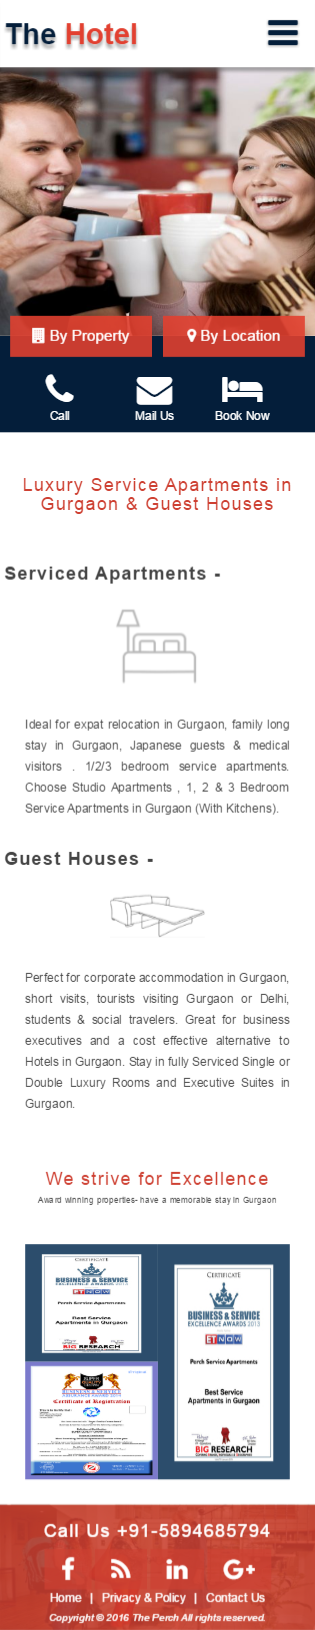 The Hotel
By Property
By Location
Call
Mail Us
Book Now
Luxury Service Apartments in
Gurgaon & Guest Houses
Serviced Apartments -
Ideal for expat relocation in Gurgaon, family long
stay in Gurgaon, Japanese guests & medical
visitors . 1/2/3 bedroom service apartments.
Choose Studio Apartments , 1, 2 & 3 Bedroom
Service Apartments in Gurgaon (With Kitchens).
Guest Houses -
Perfect for corporate accommodation in Gurgaon,
short visits, tourists visiting Gurgaon or Delhi,
students & social travelers. Great for business
executives and a cost effective alternative to
Hotels in Gurgaon. Stay in fully Serviced Single or
Double Luxury Rooms and Executive Suites in
Gurgaon.
We strive for Excellence
Award winning properties- have a memorable stay in Gurgaon
CERTIFICATE
BUSINESS & SERVICE
EXCELLENCE AWARDS 2013
ET NOW
Perch Service Apartments
Best Service
Apartments in Gurgaon
BIG RESEARCH
BUSINESS & SERVICE
Certificate of Registration
CERTIFICATE
BUSINESS & SERVICE
EXCELLENCE AWARDS 2013
ET NOW
Perch Service Apartments
Best Service
Apartments in Gurgaon
BIG RESEARCH
Call Us +91-5894685794
Home | Privacy & Policy | Contact Us
Copyright © 2016 The Perch All rights reserved.